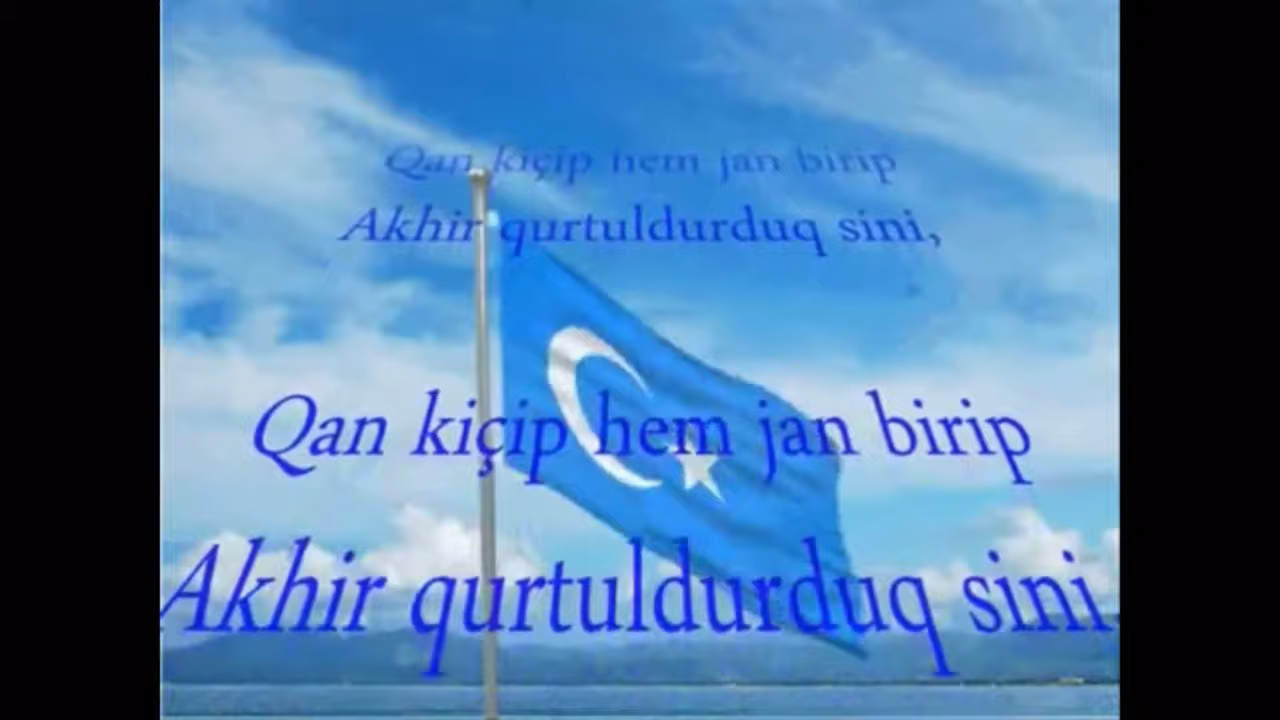 Qan kiçip hem jan birip
Akhir qurtuldurduq sini,
Qan kiçip hem jan birip
Akhir qurtuldurduq sini.